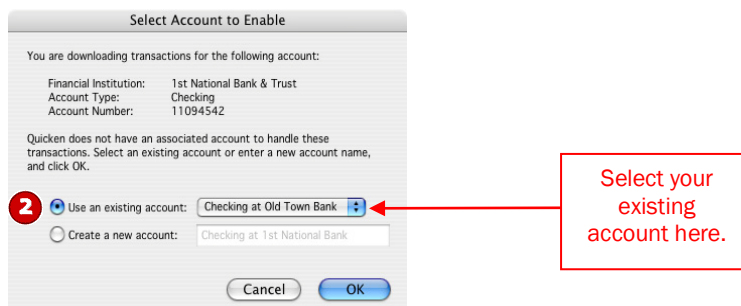 Select Account to Enable
You are downloading transactions for the following account:
Financial Institution: 1st National Bank & Trust
Account Type: Checking
Account Number: 11094542
Quicken does not have an associated account to handle these
transactions. Select an existing account or enter a new account name,
and click OK.
2 Use an existing account: Checking at Old Town Bank
Create a new account: Checking at 1st National Bank
Cancel OK
Select your
existing
account here.